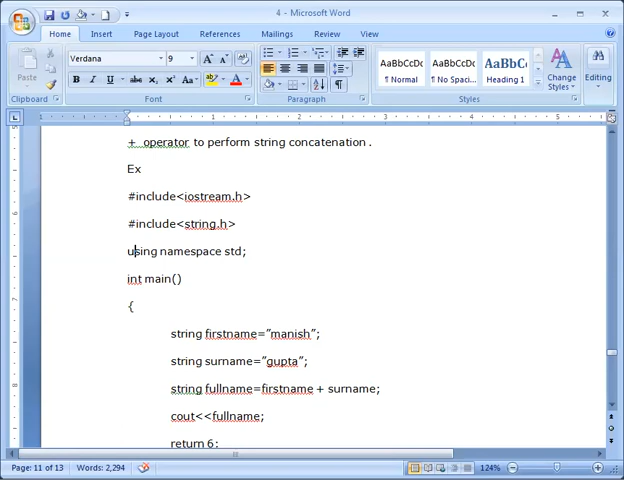 4 - Microsoft Word
Home Insert Page Layout References Mailings Review View
Verdana 9
AaBbCcDc AaBbCcDc AaBbC
¶ Normal ¶ No Spaci... Heading 1
Paste
Change Styles
Editing
Clipboard Font Paragraph Styles
+ operator to perform string concatenation .
Ex
#include<iostream.h>
#include<string.h>
using namespace std;
int main()
{
string firstname="manish";
string surname="gupta";
string fullname=firstname + surname;
cout<<fullname;
return 6;
Page: 11 of 13 Words: 2,294 124%